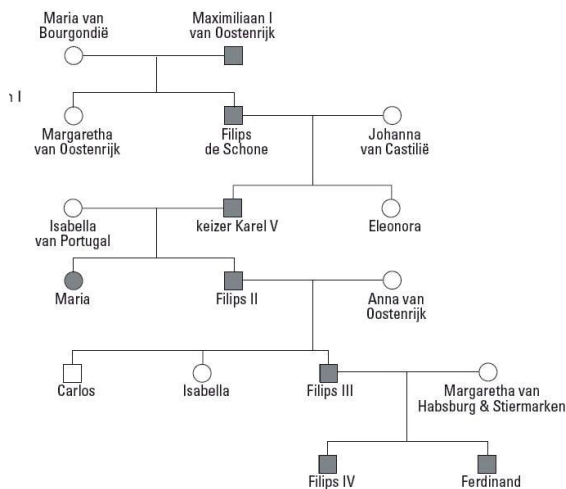 Maria van
Bourgondië
Maximiliaan I
van Oostenrijk
n I
Margaretha
van Oostenrijk
Filips
de Schone
Johanna
van Castilië
Isabella
van Portugal
keizer Karel V
Eleonora
Maria
Filips II
Anna van
Oostenrijk
Carlos
Isabella
Filips III
Margaretha van
Habsburg & Stiermarken
Filips IV
Ferdinand